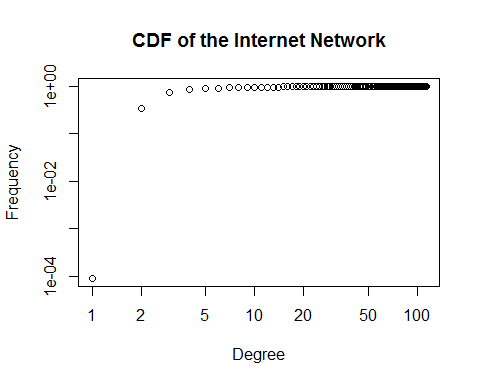 CDF of the Internet Network
Frequency
1e+00
1e-02
1e-04
1 2 5 10 20 50 100
Degree